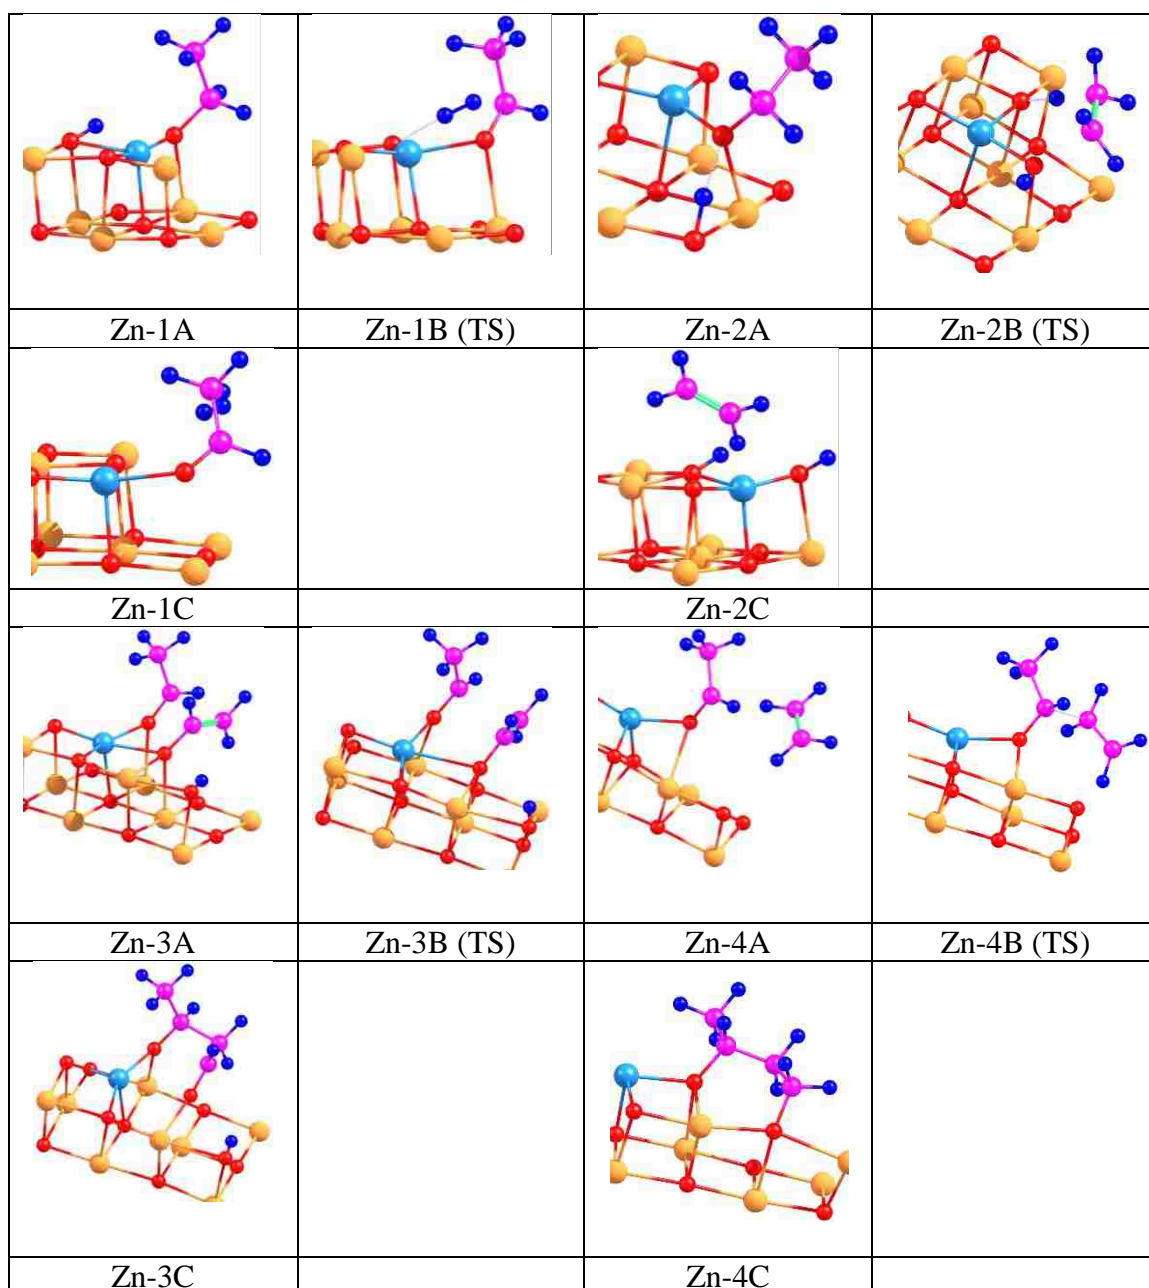 Zn-1A Zn-1B (TS) Zn-2A Zn-2B (TS)
Zn-1C Zn-2C
Zn-3A Zn-3B (TS) Zn-4A Zn-4B (TS)
Zn-3C Zn-4C